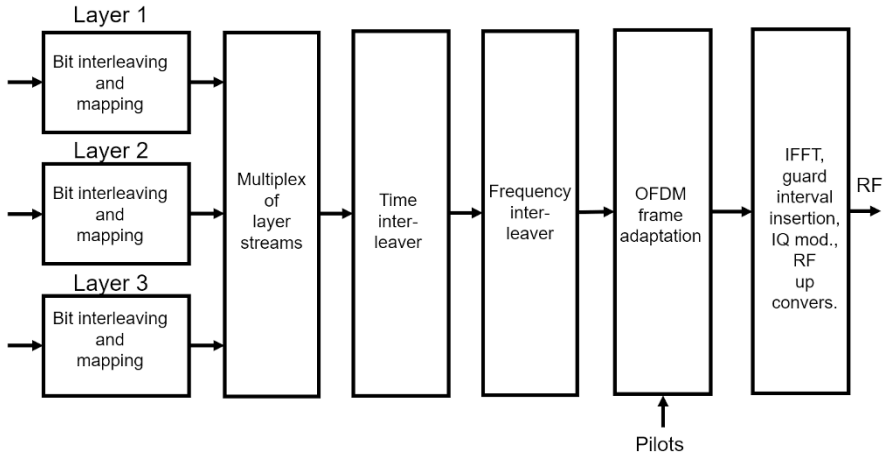 Layer 1
Bit interleaving
and
mapping
Layer 2
Bit interleaving
and
mapping
Layer 3
Bit interleaving
and
mapping
Multiplex
of
layer
streams
Time
inter-
leaver
Frequency
inter-
leaver
OFDM
frame
adaptation
Pilots
IFFT,
guard
interval
insertion,
IQ mod.,
RF
up
convers.
RF